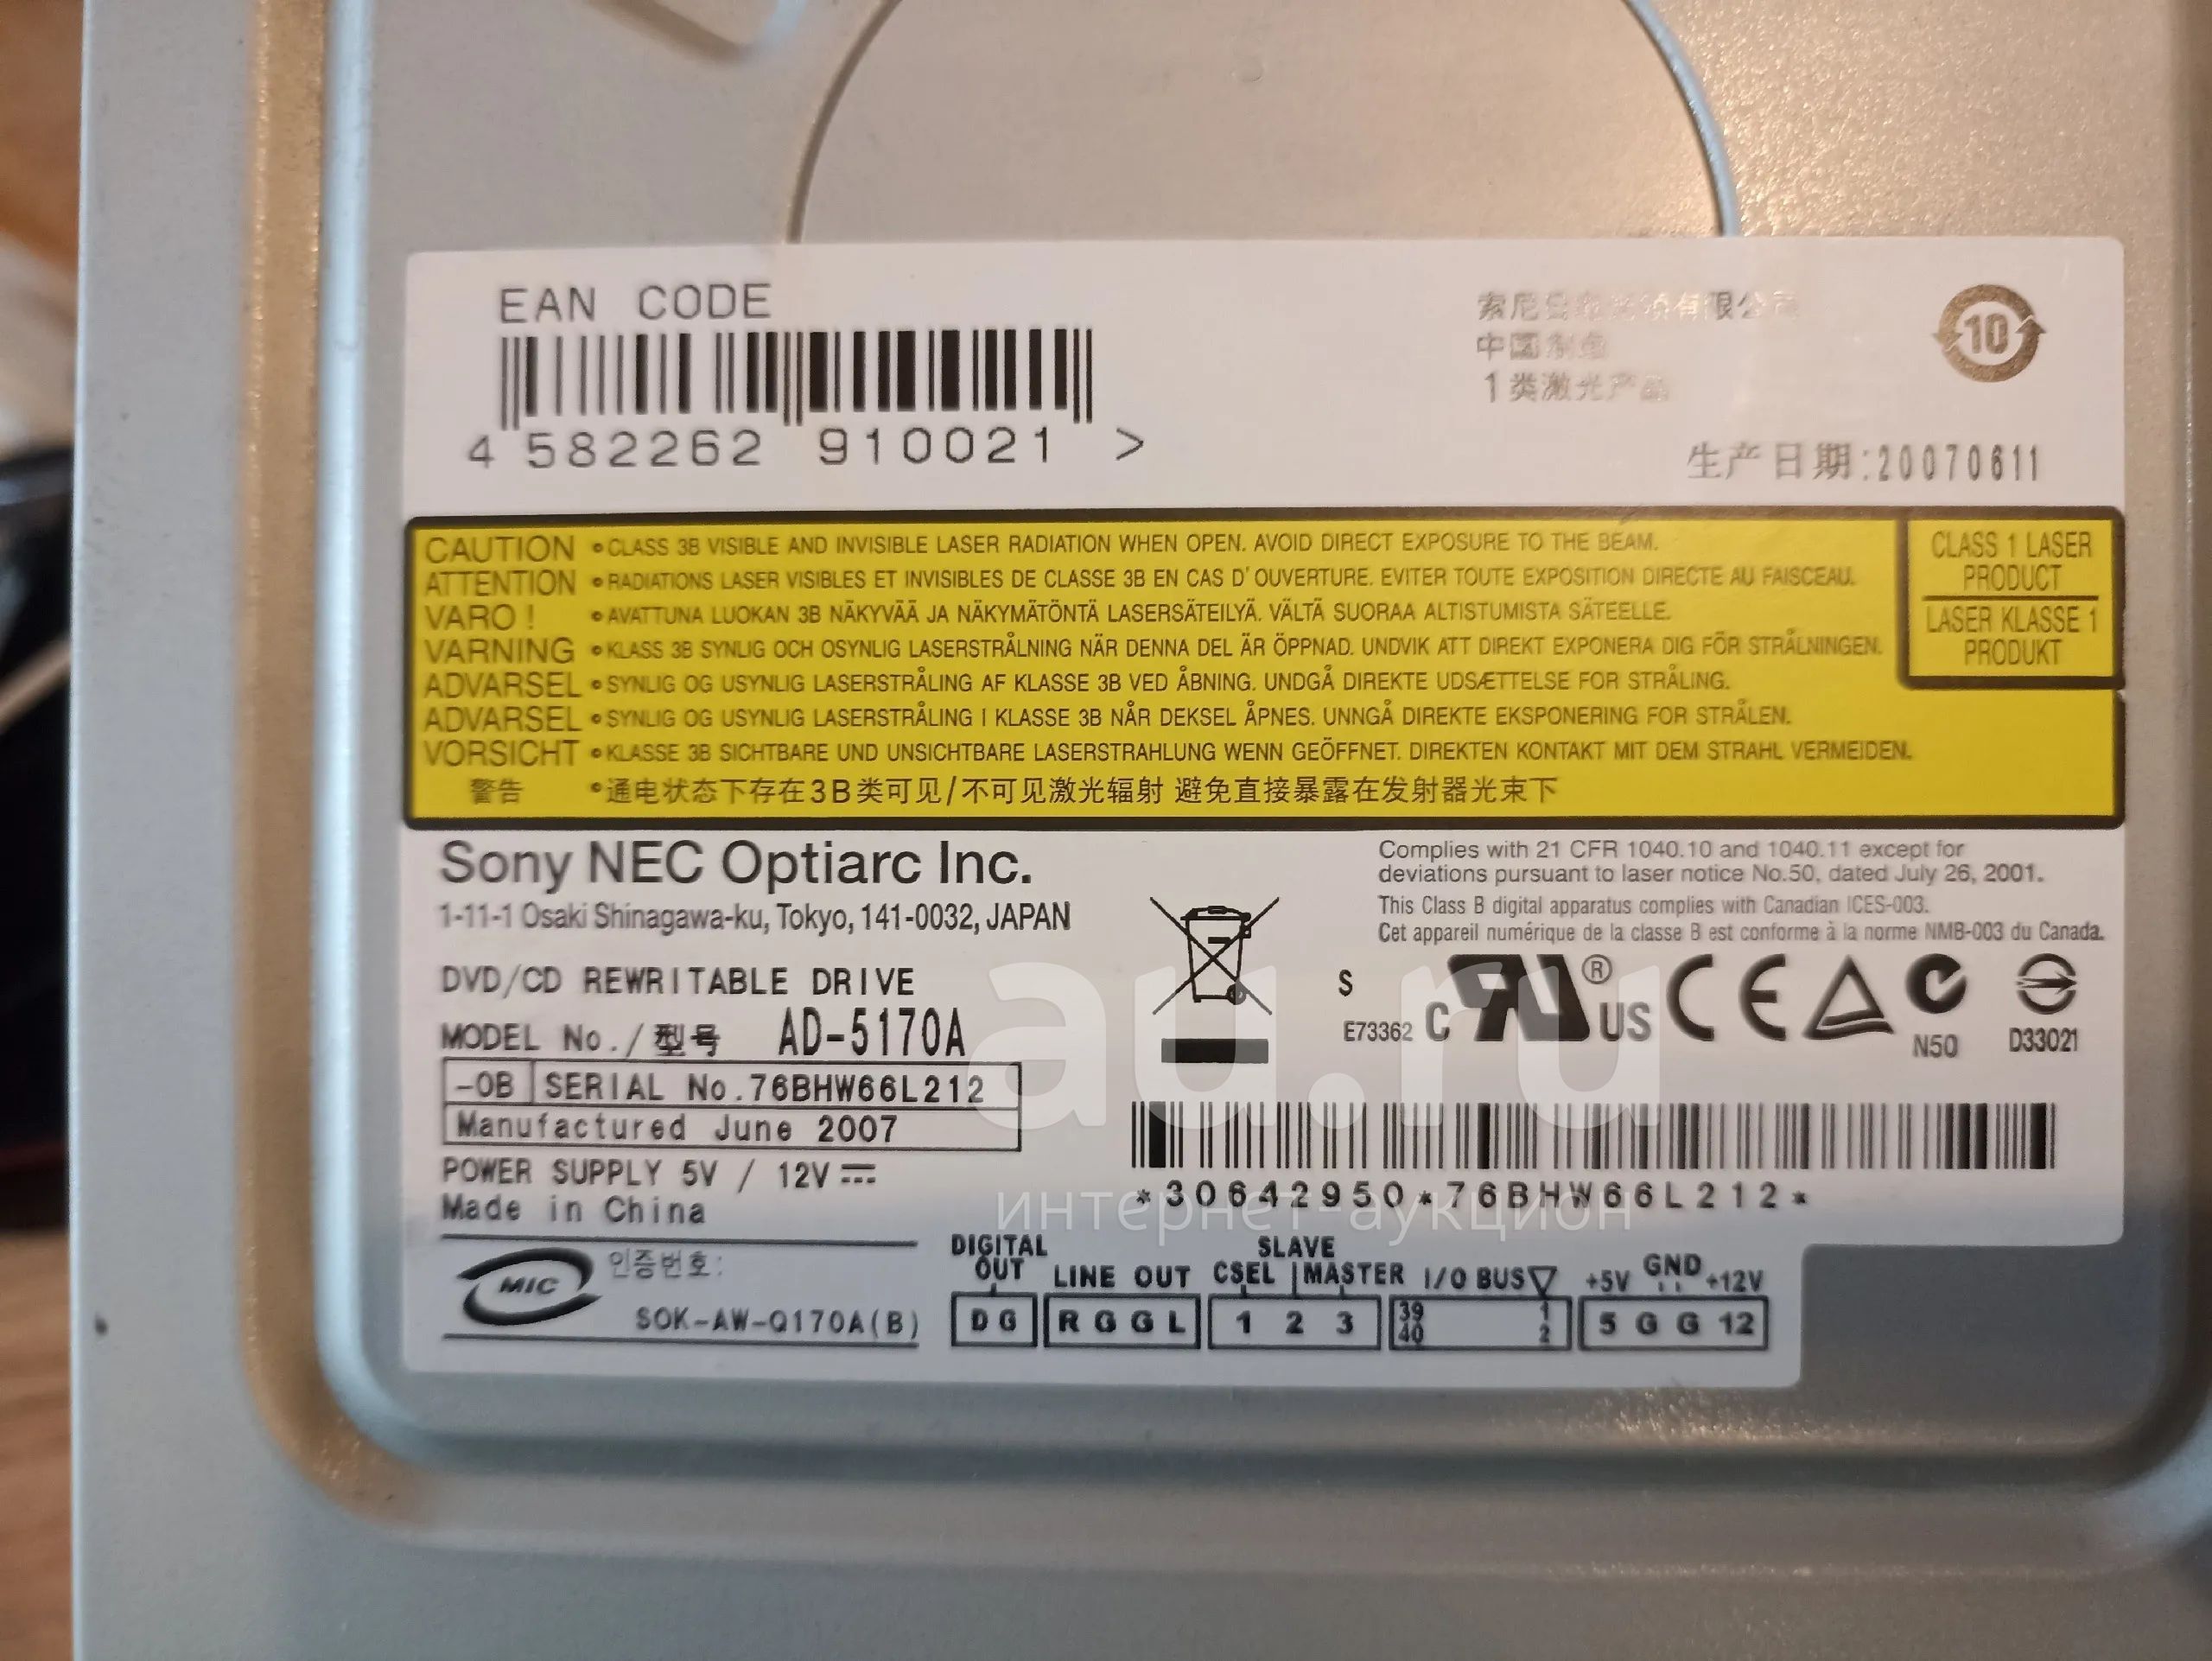 EAN CODE
4 582262 910021 >
索尼 有限公司
中国制造
1类激光产品
10
生产日期:20070611
CAUTION •CLASS 3B VISIBLE AND INVISIBLE LASER RADIATION WHEN OPEN. AVOID DIRECT EXPOSURE TO THE BEAM.
ATTENTION •RADIATIONS LASER VISIBLES ET INVISIBLES DE CLASSE 3B EN CAS D'OUVERTURE. EVITER TOUTE EXPOSITION DIRECTE AU FAISCEAU.
VARO! •AVATTUNA LUOKAN 3B NÄKYVÄÄ JA NÄKYMÄTÖNTÄ LASERSÄTEILYÄ. VÄLTÄ SUORAA ALTISTUMISTA SÄTEELLE.
VARNING •KLASS 3B SYNLIG OCH OSYNLIG LASERSTRÅLNING NÄR DENNA DEL ÄR ÖPPNAD. UNDVIK ATT DIREKT EXPONERA DIG FÖR STRÅLNINGEN.
ADVARSEL •SYNLIG OG USYNLIG LASERSTRÅLING AF KLASSE 3B VED ÅBNING. UNDGÅ DIREKTE UDSÆTTELSE FOR STRÅLING.
ADVARSEL •SYNLIG OG USYNLIG LASERSTRÅLING I KLASSE 3B NÅR DEKSEL ÅPNES. UNNGÅ DIREKTE EKSPONERING FOR STRÅLEN.
VORSICHT •KLASSE 3B SICHTBARE UND UNSICHTBARE LASERSTRAHLUNG WENN GEÖFFNET. DIREKTEN KONTAKT MIT DEM STRAHL VERMEIDEN.
警告 •通电状态下存在3B类可见/不可见激光辐射 避免直接暴露在发射器光束下
CLASS 1 LASER
PRODUCT
LASER KLASSE 1
PRODUKT
Sony NEC Optiarc Inc.
1-11-1 Osaki Shinagawa-ku, Tokyo, 141-0032, JAPAN
DVD/CD REWRITABLE DRIVE
MODEL No./型号 AD-5170A
-0B SERIAL No.76BHW66L212
Manufactured June 2007
POWER SUPPLY 5V / 12V
Made in China
Complies with 21 CFR 1040.10 and 1040.11 except for
deviations pursuant to laser notice No.50, dated July 26, 2001.
This Class B digital apparatus complies with Canadian ICES-003.
Cet appareil numérique de la classe B est conforme à la norme NMB-003 du Canada.
S
E73362 C UL ® US CE N50 D33021
*30642950*76BHW66L212*
au.ru
интернет-аукцион
MIC 인증번호:
SOK-AW-Q170A(B)
DIGITAL OUT LINE OUT CSEL SLAVE MASTER I/O BUS +5V GND +12V
D G R G G L 1 2 3 39 40 1 2 5 G G 12